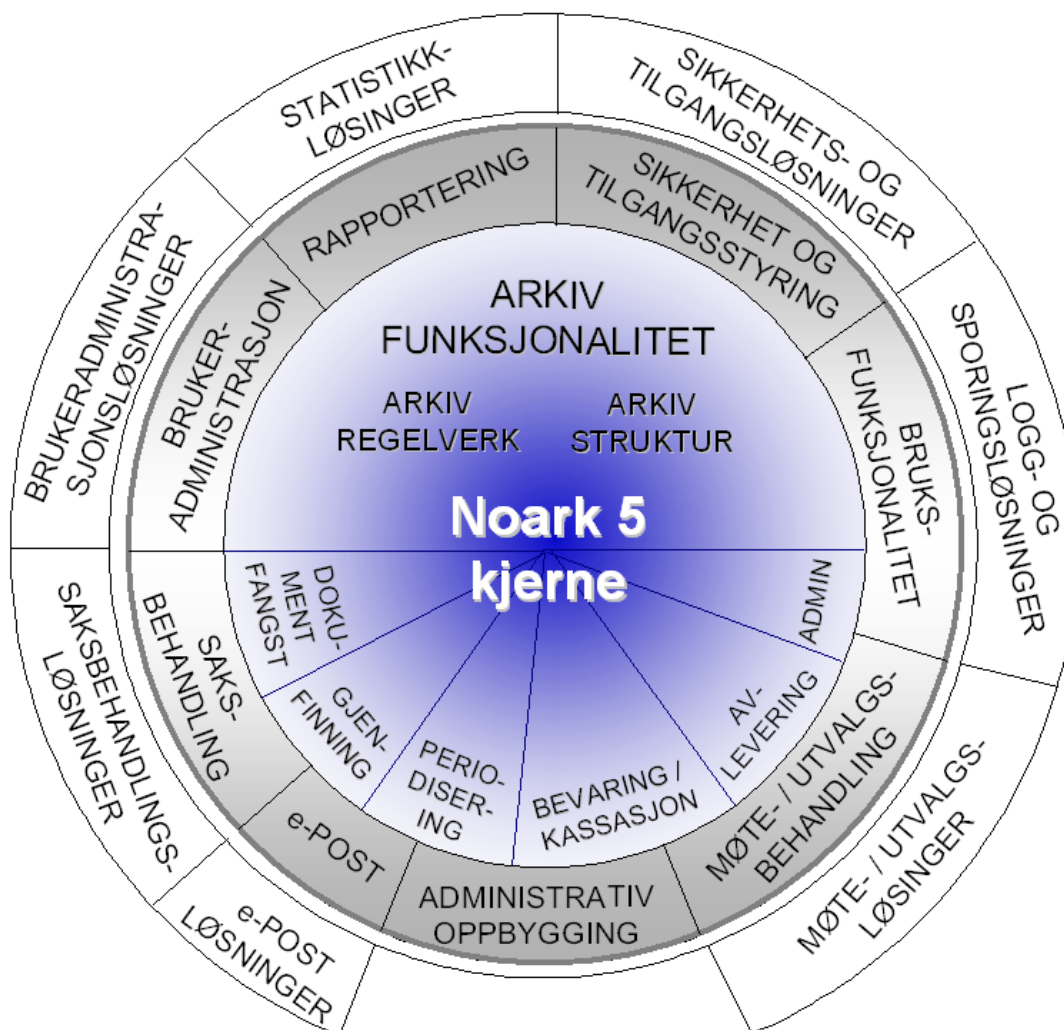 STATISTIKK-
LØSINGER
SIKKERHETS- OG
TILGANGSLØSNINGER
LOGG- OG
SPORINGSLØSNINGER
MØTE- / UTVALGS-
LØSINGER
e-POST
LØSNINGER
SAKSBEHANDLINGS-
LØSNINGER
BRUKERADMINISTRA-
SJONSLØSNINGER
RAPPORTERING
SIKKERHET OG
TILGANGSSTYRING
BRUKS-
FUNKSJONALITET
MØTE- / UTVALGS-
BEHANDLING
ADMINISTRATIV
OPPBYGGING
e-POST
SAKS-
BEHANDLING
BRUKER-
ADMINISTRASJON
ARKIV
FUNKSJONALITET
ARKIV
REGELVERK
ARKIV
STRUKTUR
Noark 5
kjerne
DOKU-
MENT
FANGST
GJEN-
FINNING
PERIO-
DISER-
ING
BEVARING /
KASSASJON
AV-
LEVERING
ADMIN